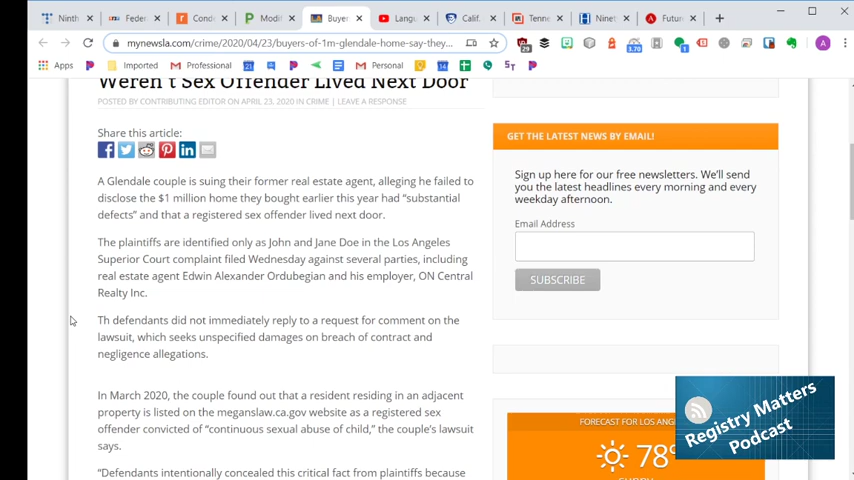 Ninth
Feder
Condi
Modif
Buyer
Langu
Calif.
Tenne
Ninet
Futur
mynewsla.com/crime/2020/04/23/buyers-of-1m-glendale-home-say-they...
29
3.70
1
A
Apps
Imported
Professional
21
14
Personal
Weren't Sex Offender Lived Next Door
POSTED BY CONTRIBUTING EDITOR ON APRIL 23, 2020 IN CRIME | LEAVE A RESPONSE
Share this article:
A Glendale couple is suing their former real estate agent, alleging he failed to
disclose the $1 million home they bought earlier this year had “substantial
defects” and that a registered sex offender lived next door.
The plaintiffs are identified only as John and Jane Doe in the Los Angeles
Superior Court complaint filed Wednesday against several parties, including
real estate agent Edwin Alexander Ordubegian and his employer, ON Central
Realty Inc.
Th defendants did not immediately reply to a request for comment on the
lawsuit, which seeks unspecified damages on breach of contract and
negligence allegations.
In March 2020, the couple found out that a resident residing in an adjacent
property is listed on the meganslaw.ca.gov website as a registered sex
offender convicted of “continuous sexual abuse of child,” the couple’s lawsuit
says.
“Defendants intentionally concealed this critical fact from plaintiffs because
GET THE LATEST NEWS BY EMAIL!
Sign up here for our free newsletters. We’ll send
you the latest headlines every morning and every
weekday afternoon.
Email Address
SUBSCRIBE
FORECAST FOR LOS ANG
78°
Registry Matters
Podcast